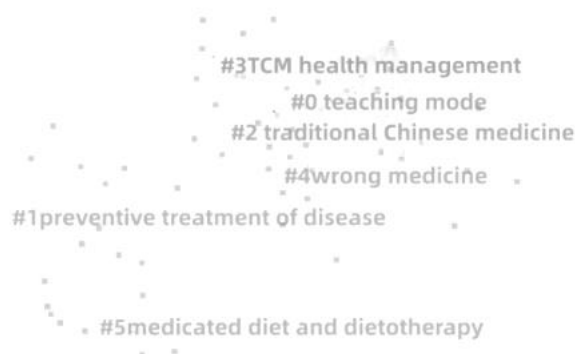 #3TCM health management
#0 teaching mode
#2 traditional Chinese medicine
#4wrong medicine
#1preventive treatment of disease
#5medicated diet and dietotherapy